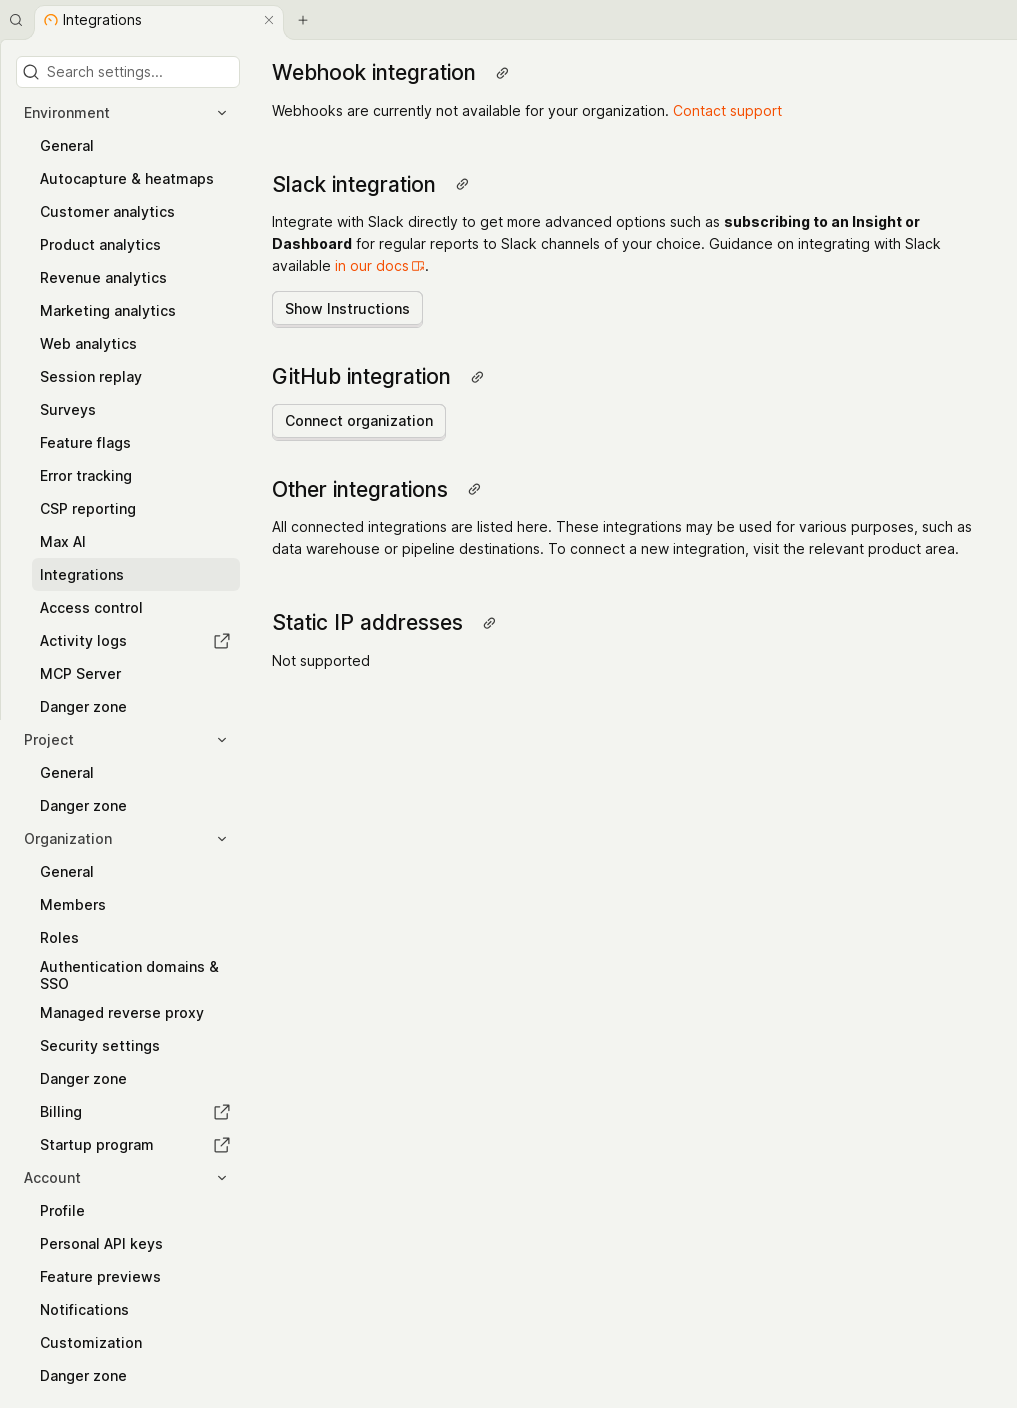 Integrations
Search settings...
Environment
General
Autocapture & heatmaps
Customer analytics
Product analytics
Revenue analytics
Marketing analytics
Web analytics
Session replay
Surveys
Feature flags
Error tracking
CSP reporting
Max AI
Integrations
Access control
Activity logs
MCP Server
Danger zone
Project
General
Danger zone
Organization
General
Members
Roles
Authentication domains &
SSO
Managed reverse proxy
Security settings
Danger zone
Billing
Startup program
Account
Profile
Personal API keys
Feature previews
Notifications
Customization
Danger zone
Webhook integration
Webhooks are currently not available for your organization. Contact support
Slack integration
Integrate with Slack directly to get more advanced options such as subscribing to an Insight or
Dashboard for regular reports to Slack channels of your choice. Guidance on integrating with Slack
available in our docs.
Show Instructions
GitHub integration
Connect organization
Other integrations
All connected integrations are listed here. These integrations may be used for various purposes, such as
data warehouse or pipeline destinations. To connect a new integration, visit the relevant product area.
Static IP addresses
Not supported